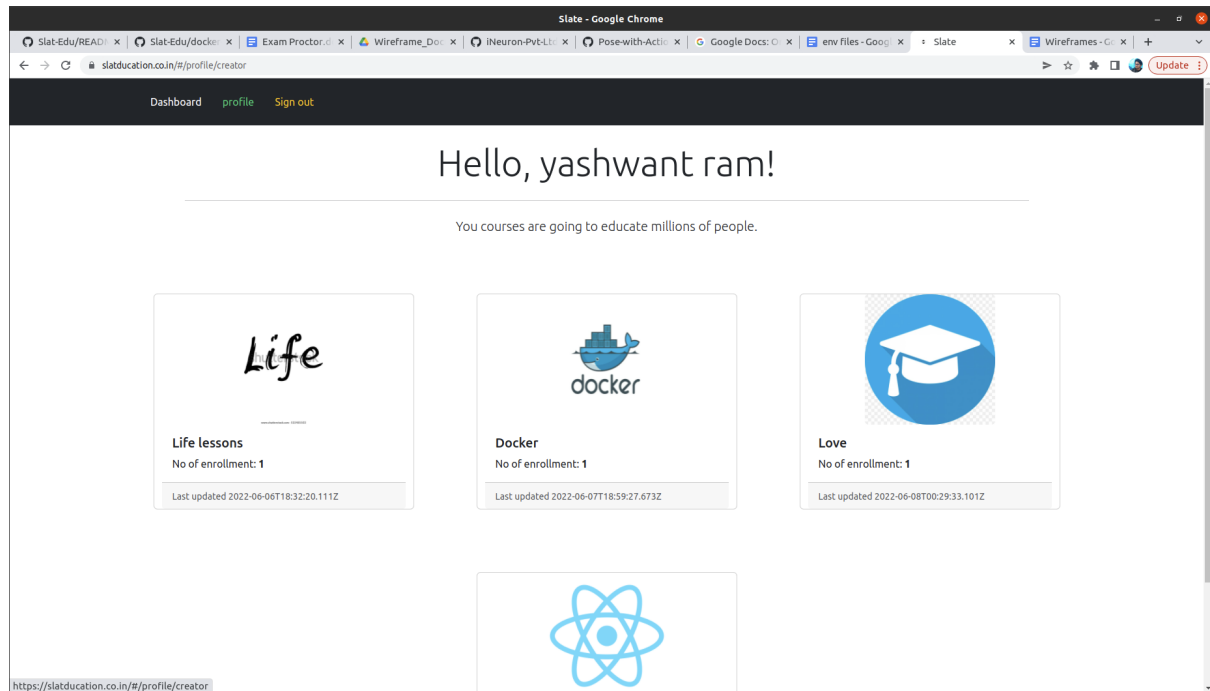 Slate - Google Chrome
Slat-Edu/READ
Slat-Edu/docker
Exam Proctor.d
Wireframe_Doc
iNeuron-Pvt-Ltd
Pose-with-Actio
Google Docs: O
env files - Googl
Slate
Wireframes - Go
slatducation.co.in/#/profile/creator
Update
Dashboard profile Sign out
Hello, yashwant ram!
You courses are going to educate millions of people.
Life
Life lessons
No of enrollment: 1
Last updated 2022-06-06T18:32:20.111Z
docker
Docker
No of enrollment: 1
Last updated 2022-06-07T18:59:27.673Z
Love
No of enrollment: 1
Last updated 2022-06-08T00:29:33.101Z
https://slatducation.co.in/#/profile/creator